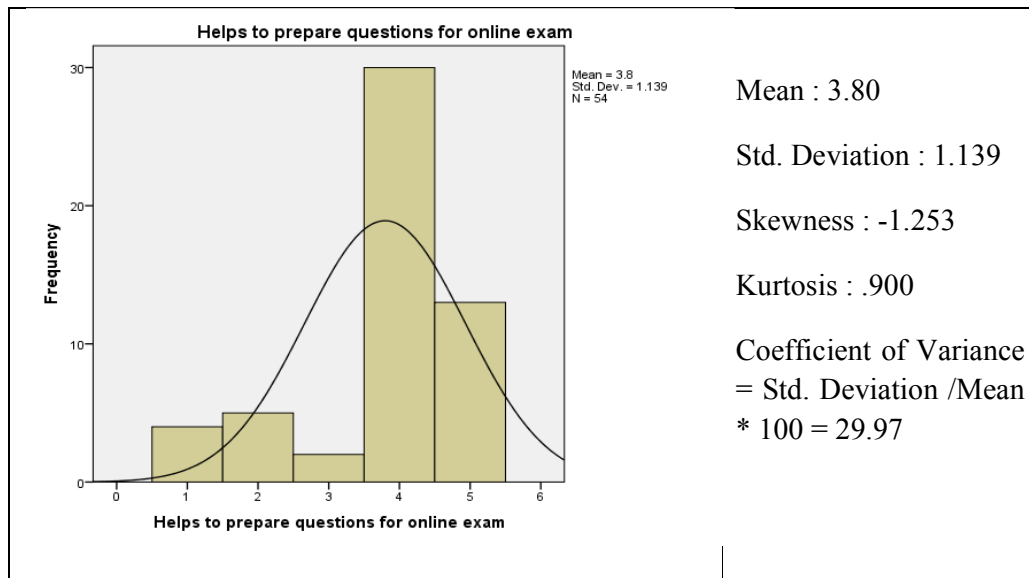 Helps to prepare questions for online exam
Mean = 3.8
Std. Dev. = 1.139
N = 54
30
20
10
0
Frequency
0 1 2 3 4 5 6
Helps to prepare questions for online exam
Mean : 3.80
Std. Deviation : 1.139
Skewness : -1.253
Kurtosis : .900
Coefficient of Variance
= Std. Deviation /Mean
* 100 = 29.97